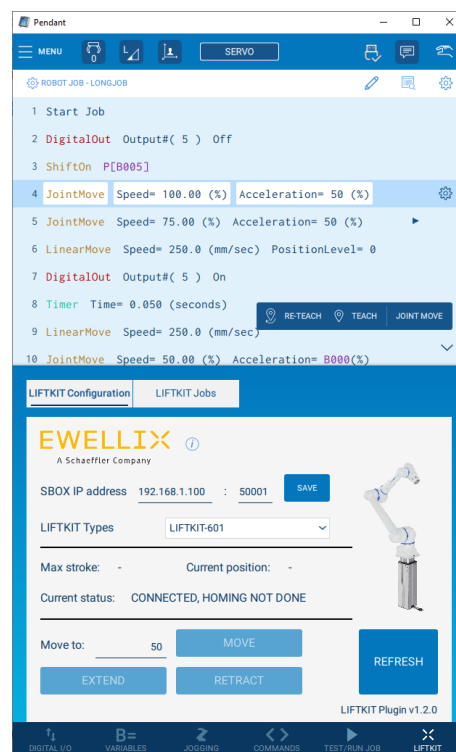 Pendant
MENU 0 SERVO
ROBOT JOB - LONGJOB
1 Start Job
2 DigitalOut Output#( 5 ) Off
3 ShiftOn P[B005]
4 JointMove Speed= 100.00 (%) Acceleration= 50 (%)
5 JointMove Speed= 75.00 (%) Acceleration= 50 (%)
6 LinearMove Speed= 250.0 (mm/sec) PositionLevel= 0
7 DigitalOut Output#( 5 ) On
8 Timer Time= 0.050 (seconds)
RE-TEACH TEACH JOINT MOVE
9 LinearMove Speed= 250.0 (mm/sec)
10 JointMove Speed= 50.00 (%) Acceleration= B000(%)
LIFTKIT Configuration LIFTKIT Jobs
EWELLIX
A Schaeffler Company
SBOX IP address 192.168.1.100 : 50001 SAVE
LIFTKIT Types LIFTKIT-601
Max stroke: - Current position: -
Current status: CONNECTED, HOMING NOT DONE
Move to: 50 MOVE
EXTEND RETRACT REFRESH
LIFTKIT Plugin v1.2.0
DIGITAL I/O VARIABLES JOGGING COMMANDS TEST/RUN JOB LIFTKIT